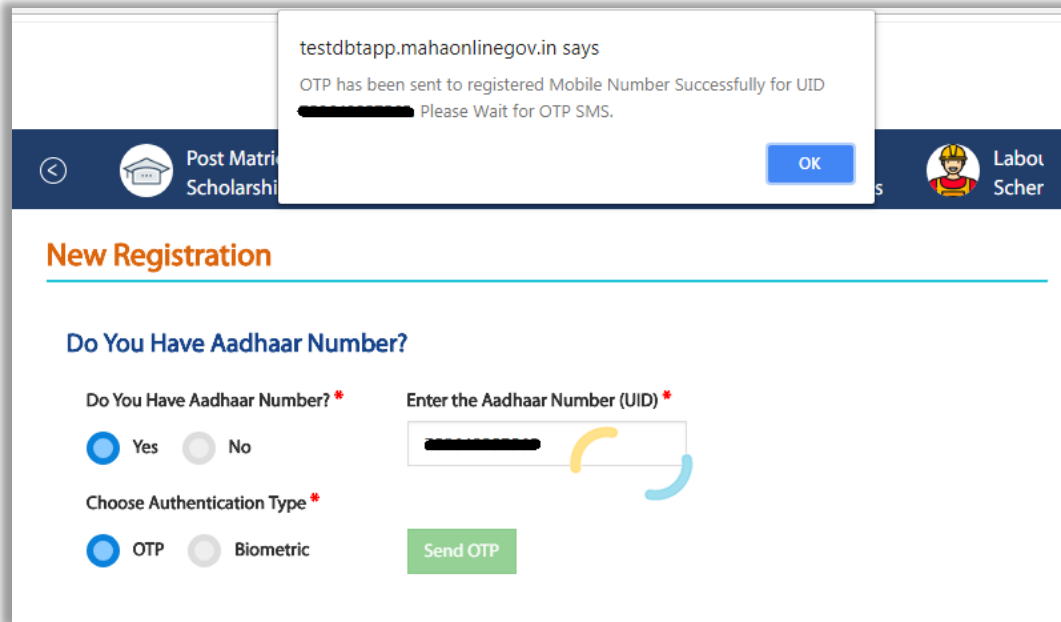 testdbtapp.mahaonlinegov.in says
OTP has been sent to registered Mobile Number Successfully for UID
Please Wait for OTP SMS.
OK
Post Matri
Scholarshi
s
Labou
Scher
New Registration
Do You Have Aadhaar Number?
Do You Have Aadhaar Number? *
Enter the Aadhaar Number (UID) *
Yes No
Choose Authentication Type *
OTP Biometric
Send OTP